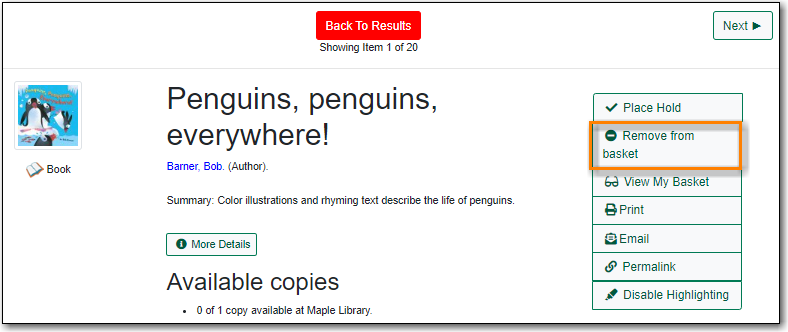 Back To Results
Next
Showing Item 1 of 20
Penguins, penguins,
everywhere!
Barner, Bob. (Author).
Book
Summary: Color illustrations and rhyming text describe the life of penguins.
More Details
Available copies
• 0 of 1 copy available at Maple Library.
Place Hold
Remove from
basket
View My Basket
Print
Email
Permalink
Disable Highlighting